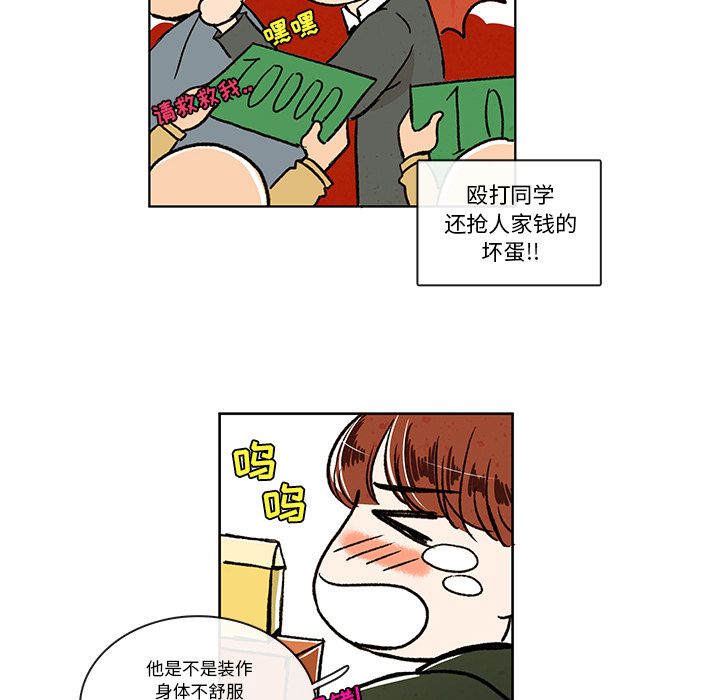 嘿嘿
请救救我..
10000
10
殴打同学
还抢人家钱的
坏蛋!!
呜
呜
他是不是装作
身体不舒服